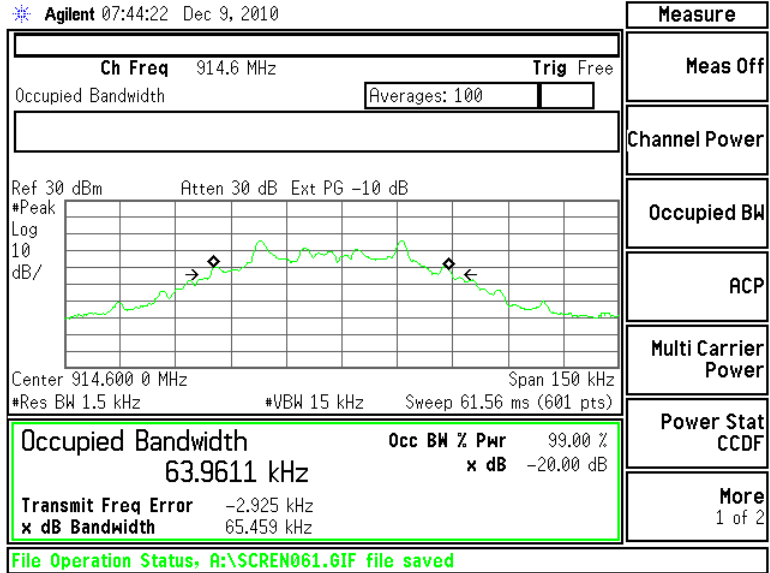 Agilent 07:44:22 Dec 9, 2010
Measure
Ch Freq 914.6 MHz Trig Free
Occupied Bandwidth Averages: 100
Ref 30 dBm Atten 30 dB Ext PG -10 dB
#Peak
Log
10
dB/
Center 914.600 0 MHz Span 150 kHz
#Res BW 1.5 kHz #VBW 15 kHz Sweep 61.56 ms (601 pts)
Occupied Bandwidth
63.9611 kHz
Occ BW % Pwr 99.00 %
x dB -20.00 dB
Transmit Freq Error -2.925 kHz
x dB Bandwidth 65.459 kHz
File Operation Status, A:\SCREN061.GIF file saved
Meas Off
Channel Power
Occupied BW
ACP
Multi Carrier
Power
Power Stat
CCDF
More
1 of 2